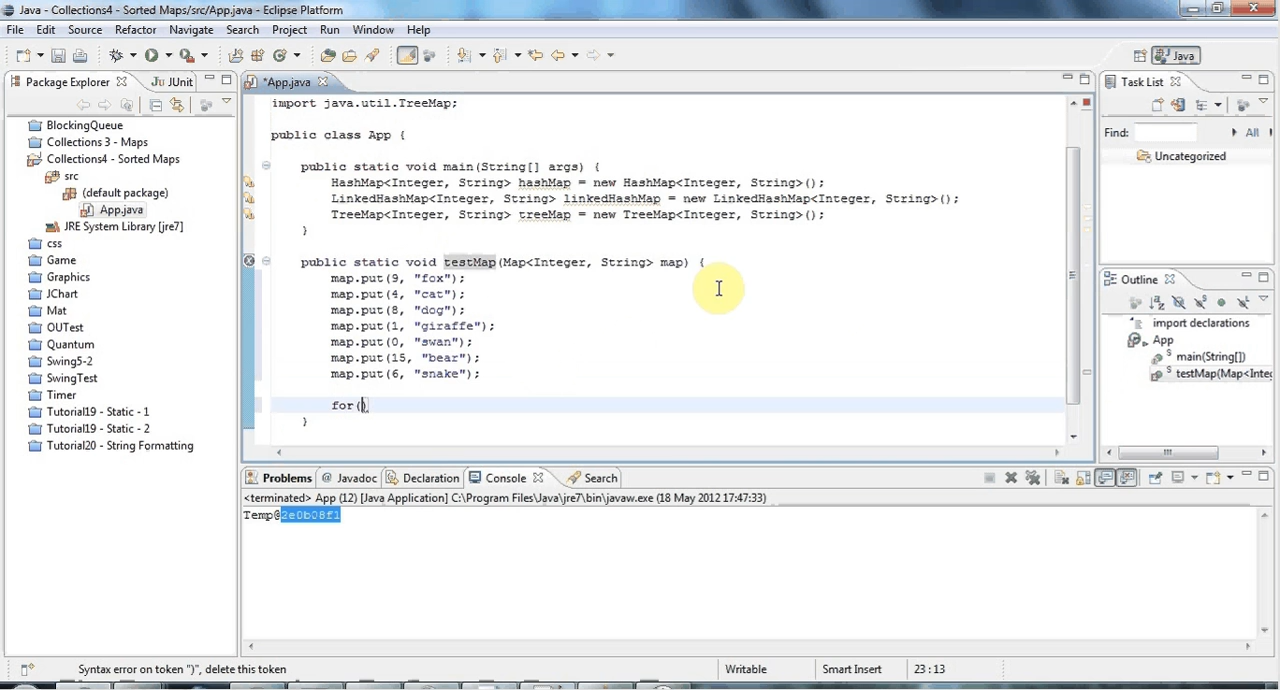 Java - Collections4 - Sorted Maps/src/App.java - Eclipse Platform
File Edit Source Refactor Navigate Search Project Run Window Help
Java
Package Explorer
Ju JUnit
BlockingQueue
Collections 3 - Maps
Collections4 - Sorted Maps
src
(default package)
App.java
JRE System Library [jre7]
css
Game
Graphics
JChart
Mat
OUTest
Quantum
Swing5-2
SwingTest
Timer
Tutorial19 - Static - 1
Tutorial19 - Static - 2
Tutorial20 - String Formatting
*App.java
import java.util.TreeMap;
public class App {
public static void main(String[] args) {
HashMap<Integer, String> hashMap = new HashMap<Integer, String>();
LinkedHashMap<Integer, String> linkedHashMap = new LinkedHashMap<Integer, String>();
TreeMap<Integer, String> treeMap = new TreeMap<Integer, String>();
}
public static void testMap(Map<Integer, String> map) {
map.put(9, "fox");
map.put(4, "cat");
map.put(8, "dog");
map.put(1, "giraffe");
map.put(0, "swan");
map.put(15, "bear");
map.put(6, "snake");
for()
}
Task List
Find:
All
Uncategorized
Outline
import declarations
App
main(String[])
testMap(Map<Integ
Problems @ Javadoc Declaration Console Search
<terminated> App (12) [Java Application] C:\Program Files\Java\jre7\bin\javaw.exe (18 May 2012 17:47:33)
Temp@2e0b08f1
Syntax error on token ")", delete this token
Writable
Smart Insert
23 : 13